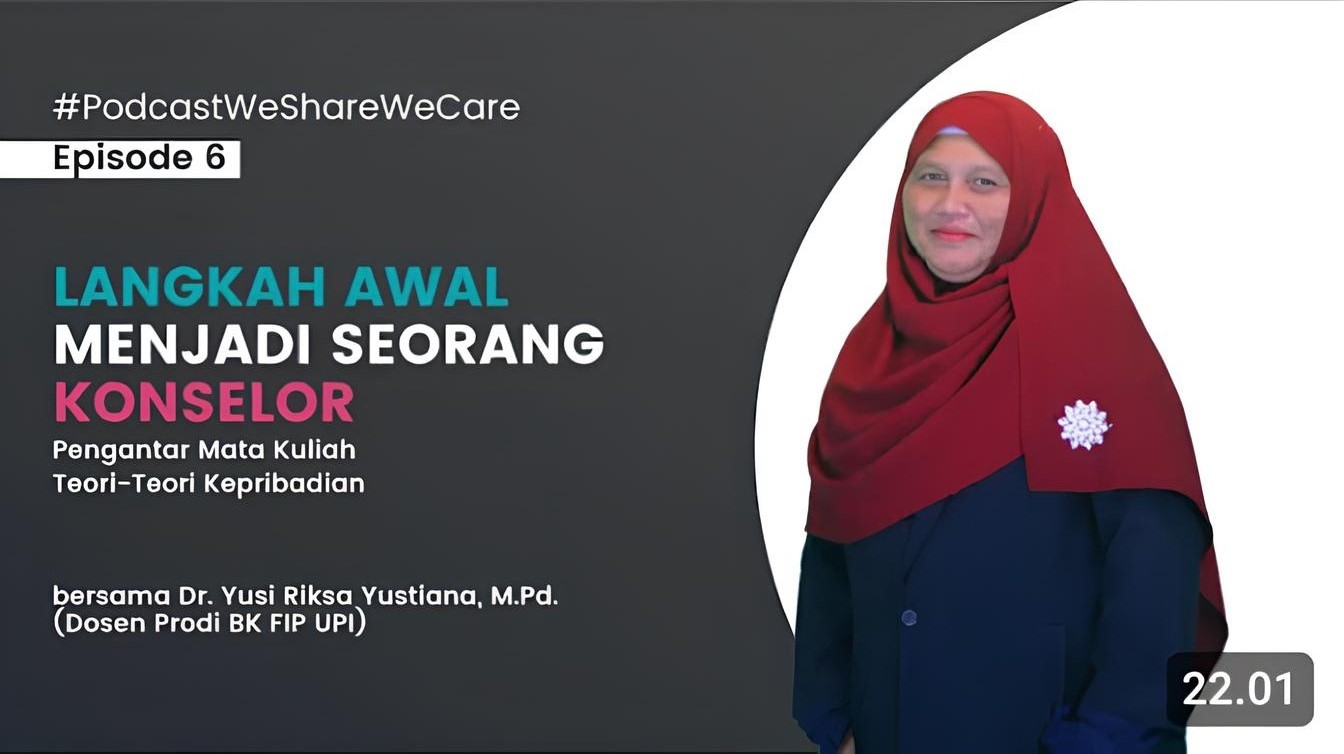 #PodcastWeShareWeCare
Episode 6
LANGKAH AWAL
MENJADI SEORANG
KONSELOR
Pengantar Mata Kuliah
Teori-Teori Kepribadian
bersama Dr. Yusi Riksa Yustiana, M.Pd.
(Dosen Prodi BK FIP UPI)
22.01